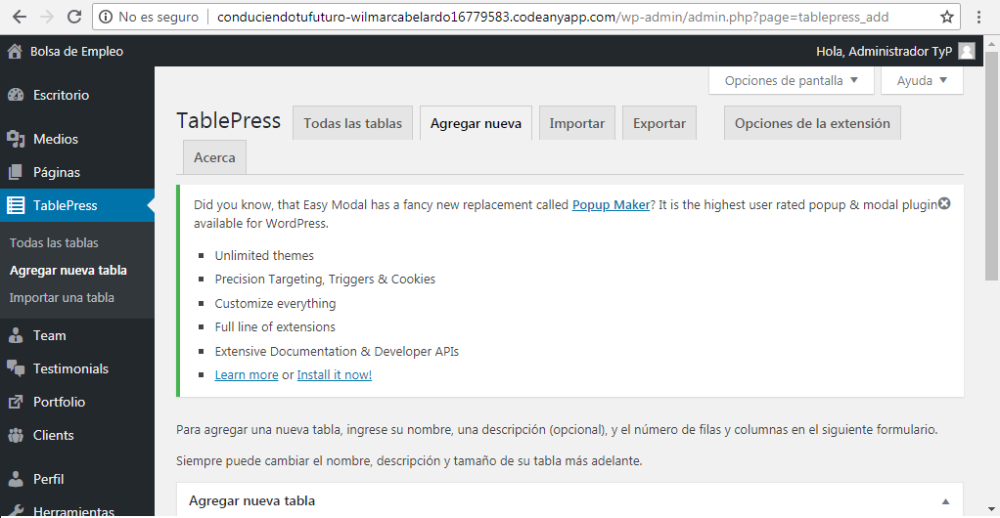 No es seguro
conduciendotufuturo-wilmarcabelardo16779583.codeanyapp.com/wp-admin/admin.php?page=tablepress_add
Bolsa de Empleo
Hola, Administrador TyP
Escritorio
Medios
Páginas
TablePress
Todas las tablas
Agregar nueva tabla
Importar una tabla
Team
Testimonials
Portfolio
Clients
Perfil
Herramientas
Opciones de pantalla
Ayuda
TablePress
Todas las tablas
Agregar nueva
Importar
Exportar
Opciones de la extensión
Acerca
Did you know, that Easy Modal has a fancy new replacement called Popup Maker? It is the highest user rated popup & modal plugin
available for WordPress.
Unlimited themes
Precision Targeting, Triggers & Cookies
Customize everything
Full line of extensions
Extensive Documentation & Developer APIs
Learn more or Install it now!
Para agregar una nueva tabla, ingrese su nombre, una descripción (opcional), y el número de filas y columnas en el siguiente formulario.
Siempre puede cambiar el nombre, descripción y tamaño de su tabla más adelante.
Agregar nueva tabla